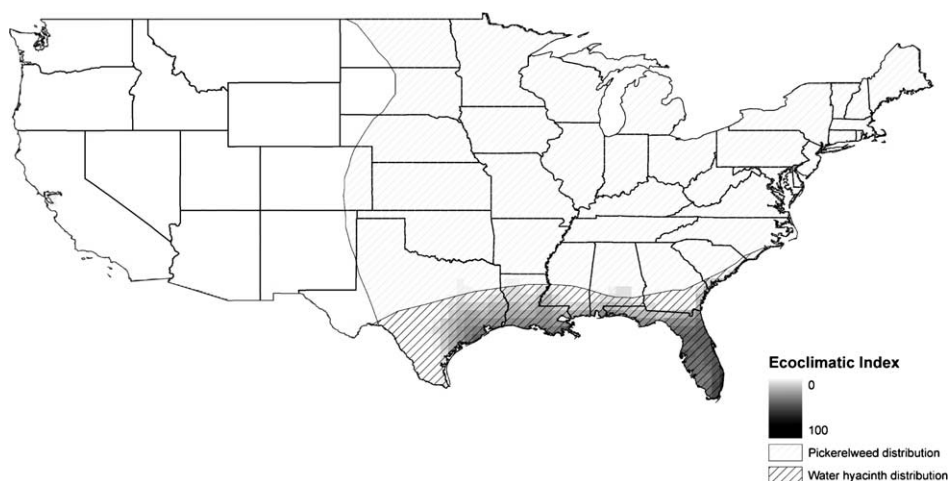 Ecoclimatic Index
0
100
Pickerelweed distribution
Water hyacinth distribution